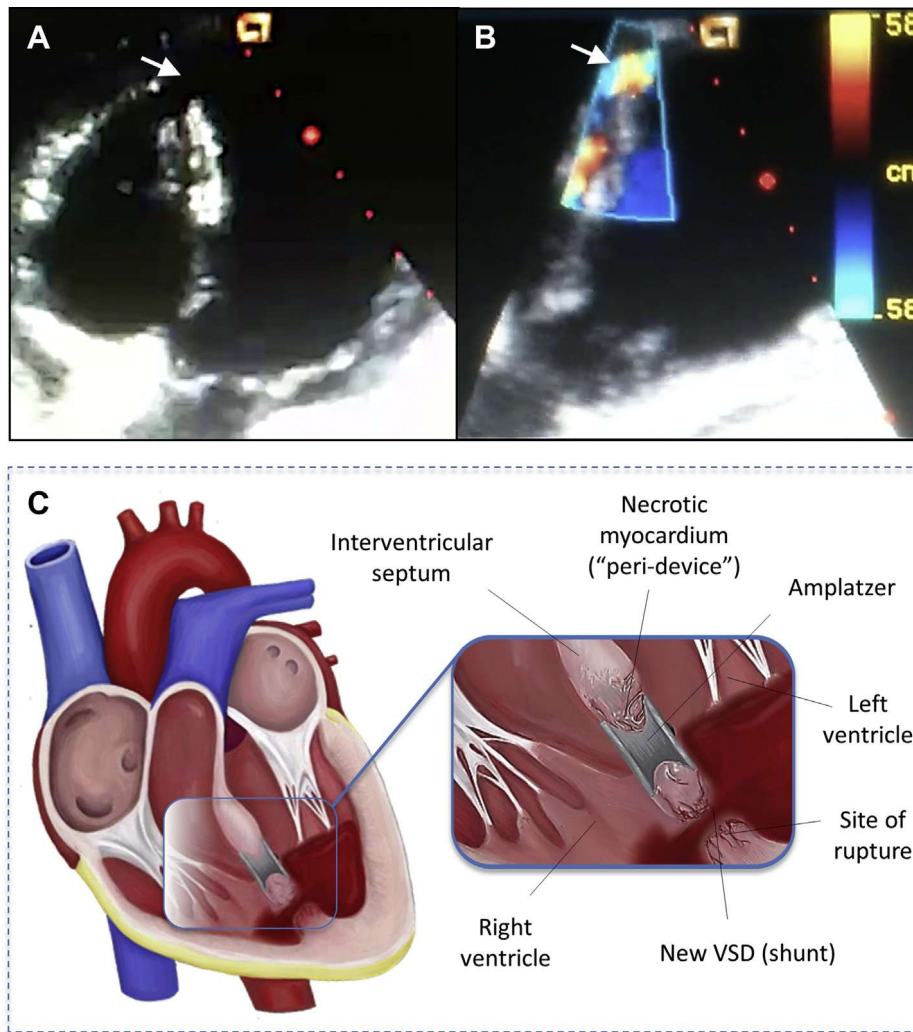 A
B
58
cm
58
C
Interventricular
septum
Necrotic
myocardium
(“peri-device”)
Amplatzer
Left
ventricle
Site of
rupture
Right
ventricle
New VSD (shunt)